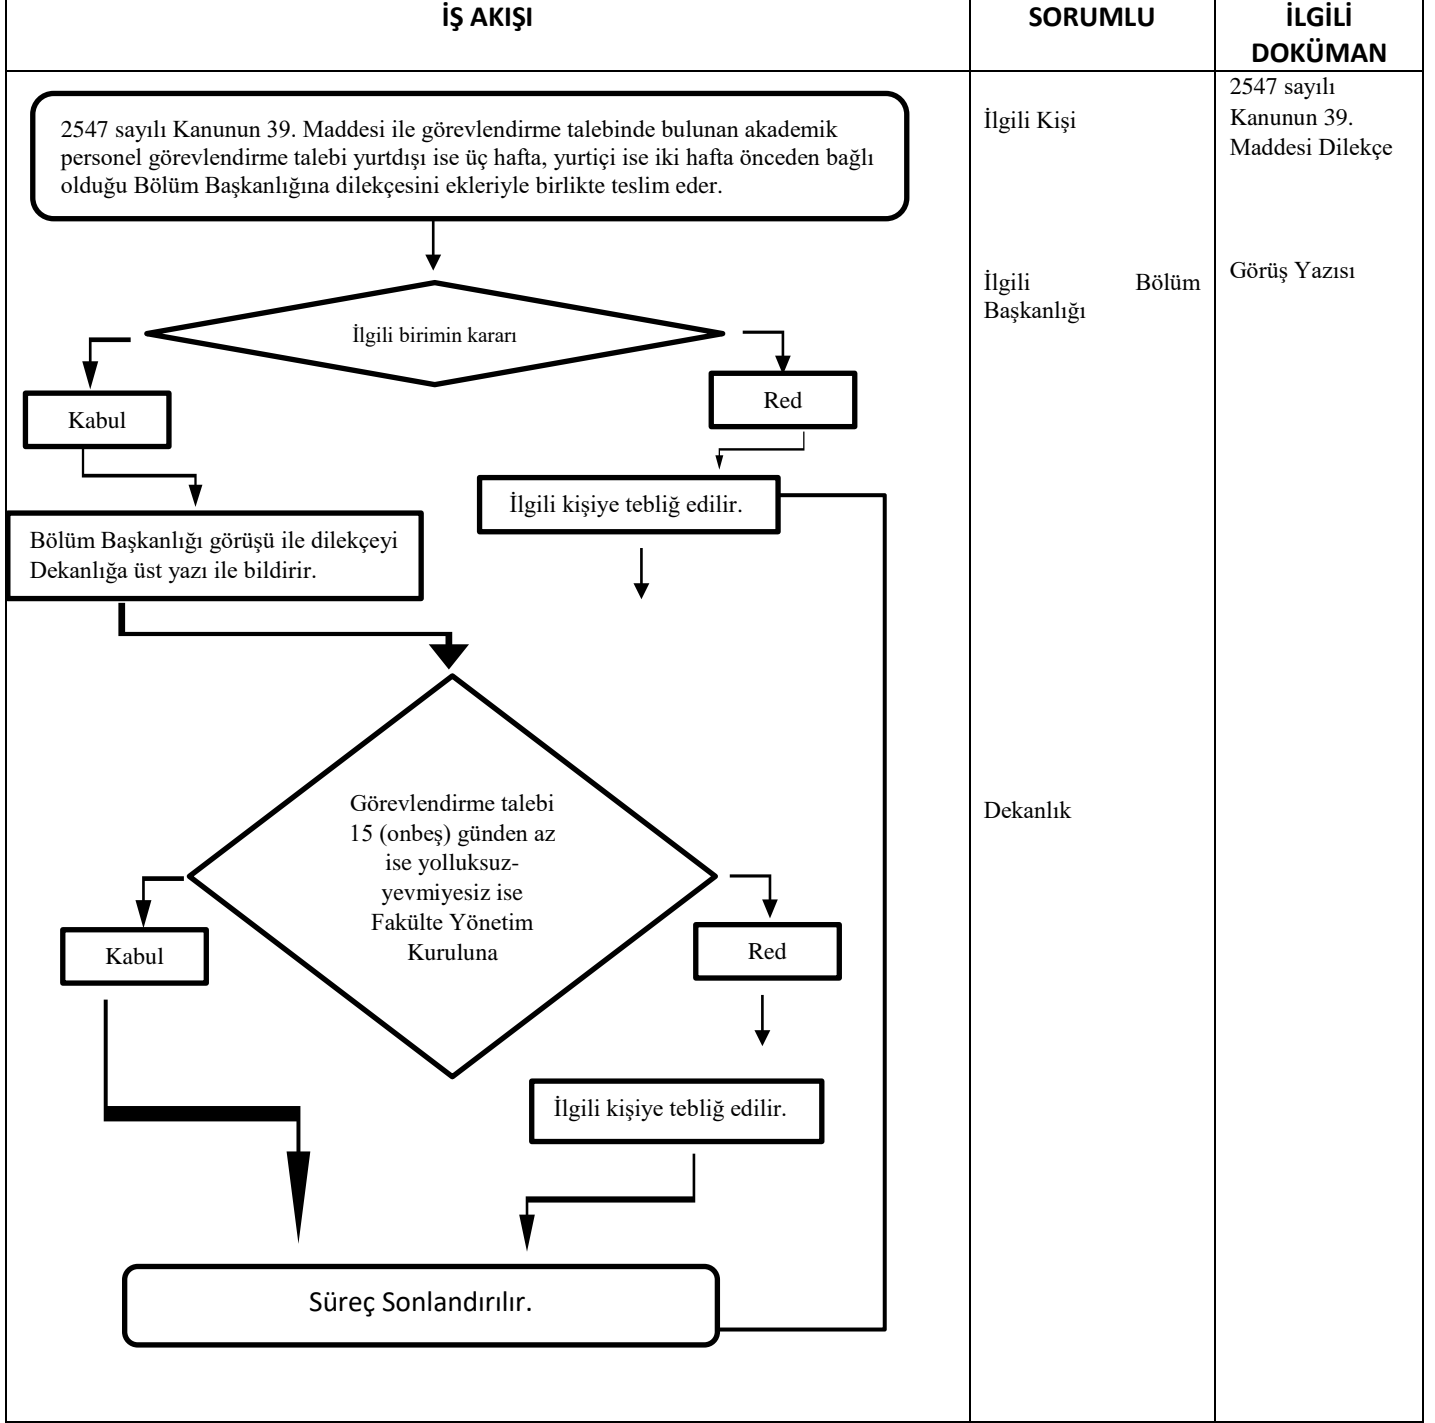 İŞ AKIŞI
SORUMLU
İLGİLİ
DOKÜMAN
2547 sayılı Kanunun 39. Maddesi ile görevlendirme talebinde bulunan akademik
personel görevlendirme talebi yurtdışı ise üç hafta, yurtiçi ise iki hafta önceden bağlı
olduğu Bölüm Başkanlığına dilekçesini ekleriyle birlikte teslim eder.
İlgili Kişi
2547 sayılı
Kanunun 39.
Maddesi Dilekçe
İlgili birimin kararı
İlgili Bölüm
Başkanlığı
Görüş Yazısı
Kabul
Red
İlgili kişiye tebliğ edilir.
Bölüm Başkanlığı görüşü ile dilekçeyi
Dekanlığa üst yazı ile bildirir.
Görevlendirme talebi
15 (onbeş) günden az
ise yolluksuz-
yevmiyesiz ise
Fakülte Yönetim
Kuruluna
Dekanlık
Kabul
Red
İlgili kişiye tebliğ edilir.
Süreç Sonlandırılır.